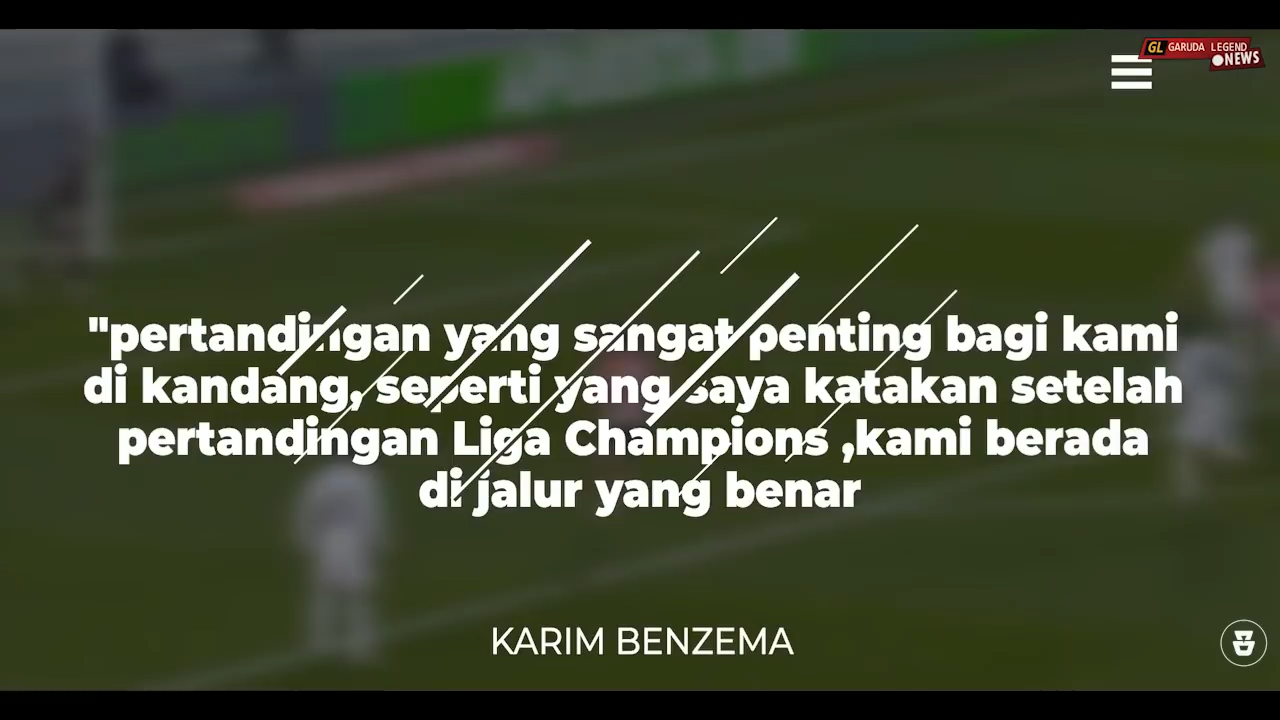 GL GARUDA LEGEND
NEWS
"pertandingan yang sangat penting bagi kami
di kandang, seperti yang saya katakan setelah
pertandingan Liga Champions ,kami berada
di jalur yang benar
KARIM BENZEMA